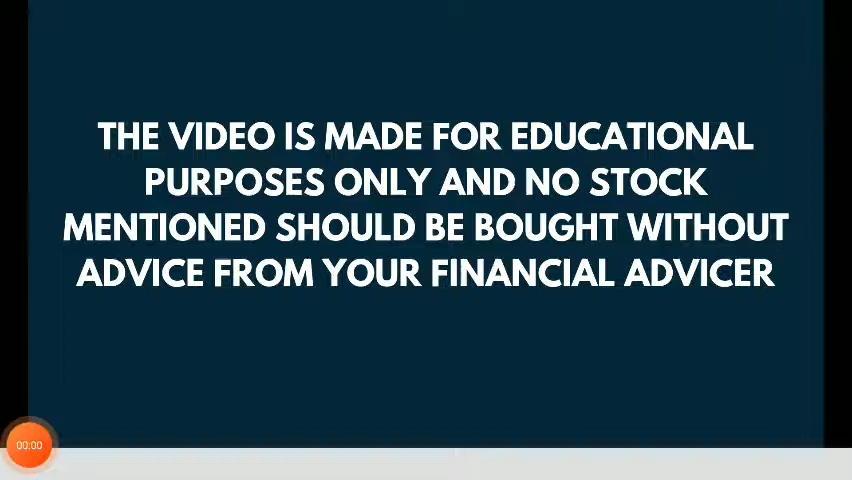 THE VIDEO IS MADE FOR EDUCATIONAL
PURPOSES ONLY AND NO STOCK
MENTIONED SHOULD BE BOUGHT WITHOUT
ADVICE FROM YOUR FINANCIAL ADVICER
00:00